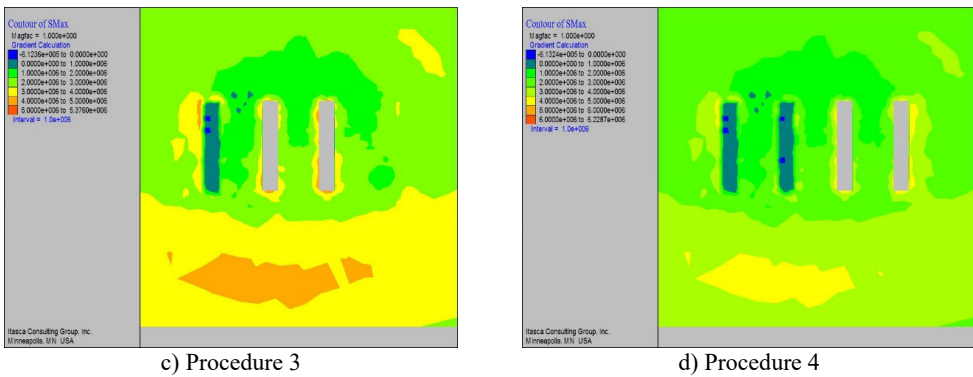 Contour of SMax
Magfac = 1.000e+000
Gradient Calculation
-6.1236e+005 to 0.0000e+000
0.0000e+000 to 1.0000e+006
1.0000e+006 to 2.0000e+006
2.0000e+006 to 3.0000e+006
3.0000e+006 to 4.0000e+006
4.0000e+006 to 5.0000e+006
5.0000e+006 to 5.3760e+006
Interval = 1.0e+006
Itasca Consulting Group, Inc.
Minneapolis, MN USA
c) Procedure 3
Contour of SMax
Magfac = 1.000e+000
Gradient Calculation
-6.1324e+005 to 0.0000e+000
0.0000e+000 to 1.0000e+006
1.0000e+006 to 2.0000e+006
2.0000e+006 to 3.0000e+006
3.0000e+006 to 4.0000e+006
4.0000e+006 to 5.0000e+006
5.0000e+006 to 6.0000e+006
6.0000e+006 to 6.2287e+006
Interval = 1.0e+006
Itasca Consulting Group, Inc.
Minneapolis, MN USA
d) Procedure 4